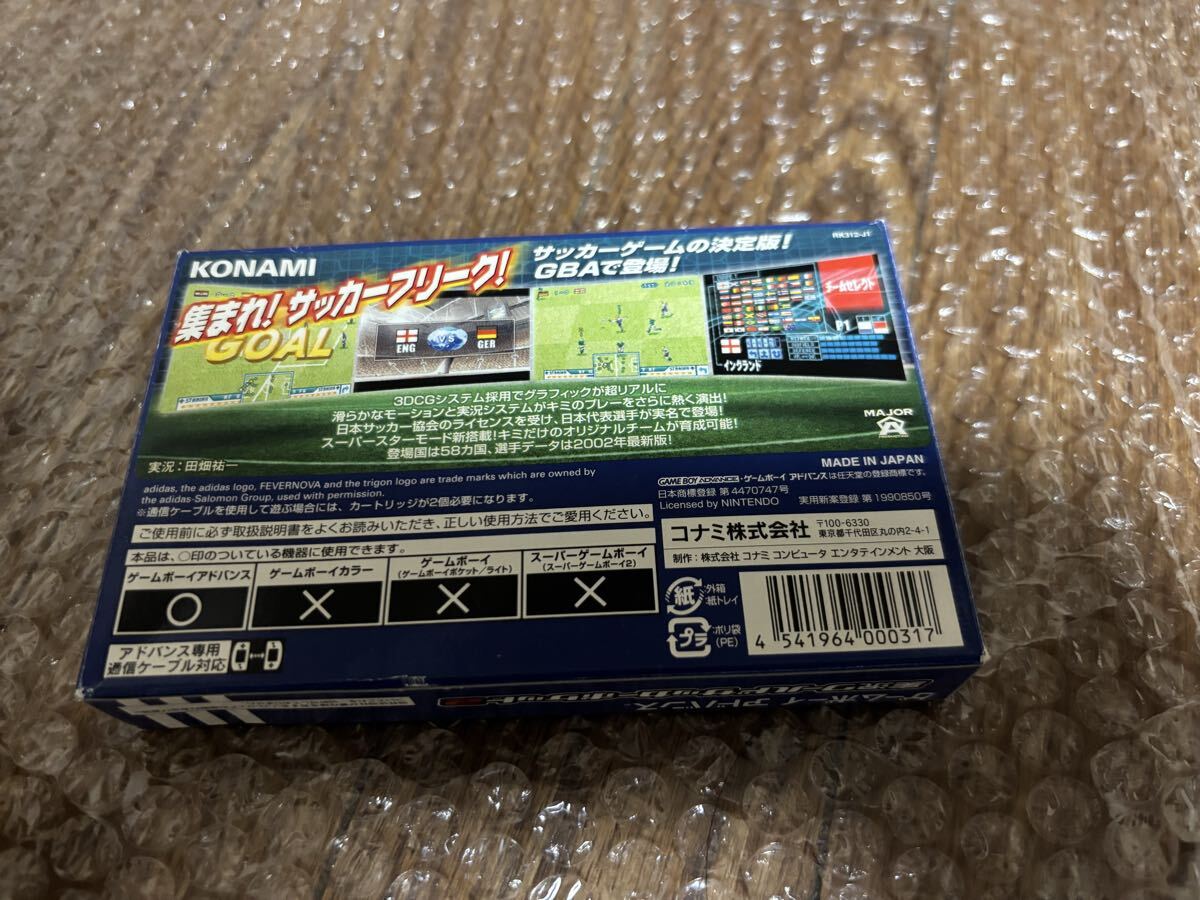 KONAMI
集まれ! サッカーフリーク!
GOAL
サッカーゲームの決定版!
GBAで登場!
RK312-J1
ENG
VS
GER
チームセレクト
P1
イングランド
3DCGシステム採用でグラフィックが超リアルに
滑らかなモーションと実況システムがキミのプレーをさらに熱く演出!
日本サッカー協会のライセンスを受け、日本代表選手が実名で登場!
スーパースターモード新搭載!キミだけのオリジナルチームが育成可能!
登場国は58カ国、選手データは2002年最新版!
MAJOR
A
実況:田畑祐一
adidas, the adidas logo, FEVERNOVA and the trigon logo are trade marks which are owned by
the adidas-Salomon Group, used with permission.
※通信ケーブルを使用して遊ぶ場合には、カートリッジが2個必要になります。
MADE IN JAPAN
GAME BOY ADVANCE・ゲームボーイ アドバンスは任天堂の登録商標です。
日本商標登録 第4470747号
実用新案登録 第1990850号
Licensed by NINTENDO
ご使用前に必ず取扱説明書をよくお読みいただき、正しい使用方法でご愛用ください。
本品は、○印のついている機器に使用できます。
ゲームボーイアドバンス
ゲームボーイカラー
ゲームボーイ
(ゲームボーイポケット/ライト)
スーパーゲームボーイ
(スーパーゲームボーイ2)
○
×
×
×
アドバンス専用
通信ケーブル対応
コナミ株式会社
〒100-6330
東京都千代田区丸の内2-4-1
制作:株式会社 コナミ コンピュータ エンタテインメント 大阪
紙
外箱
紙トレイ
プラ
ポリ袋
(PE)
4 541964 000317